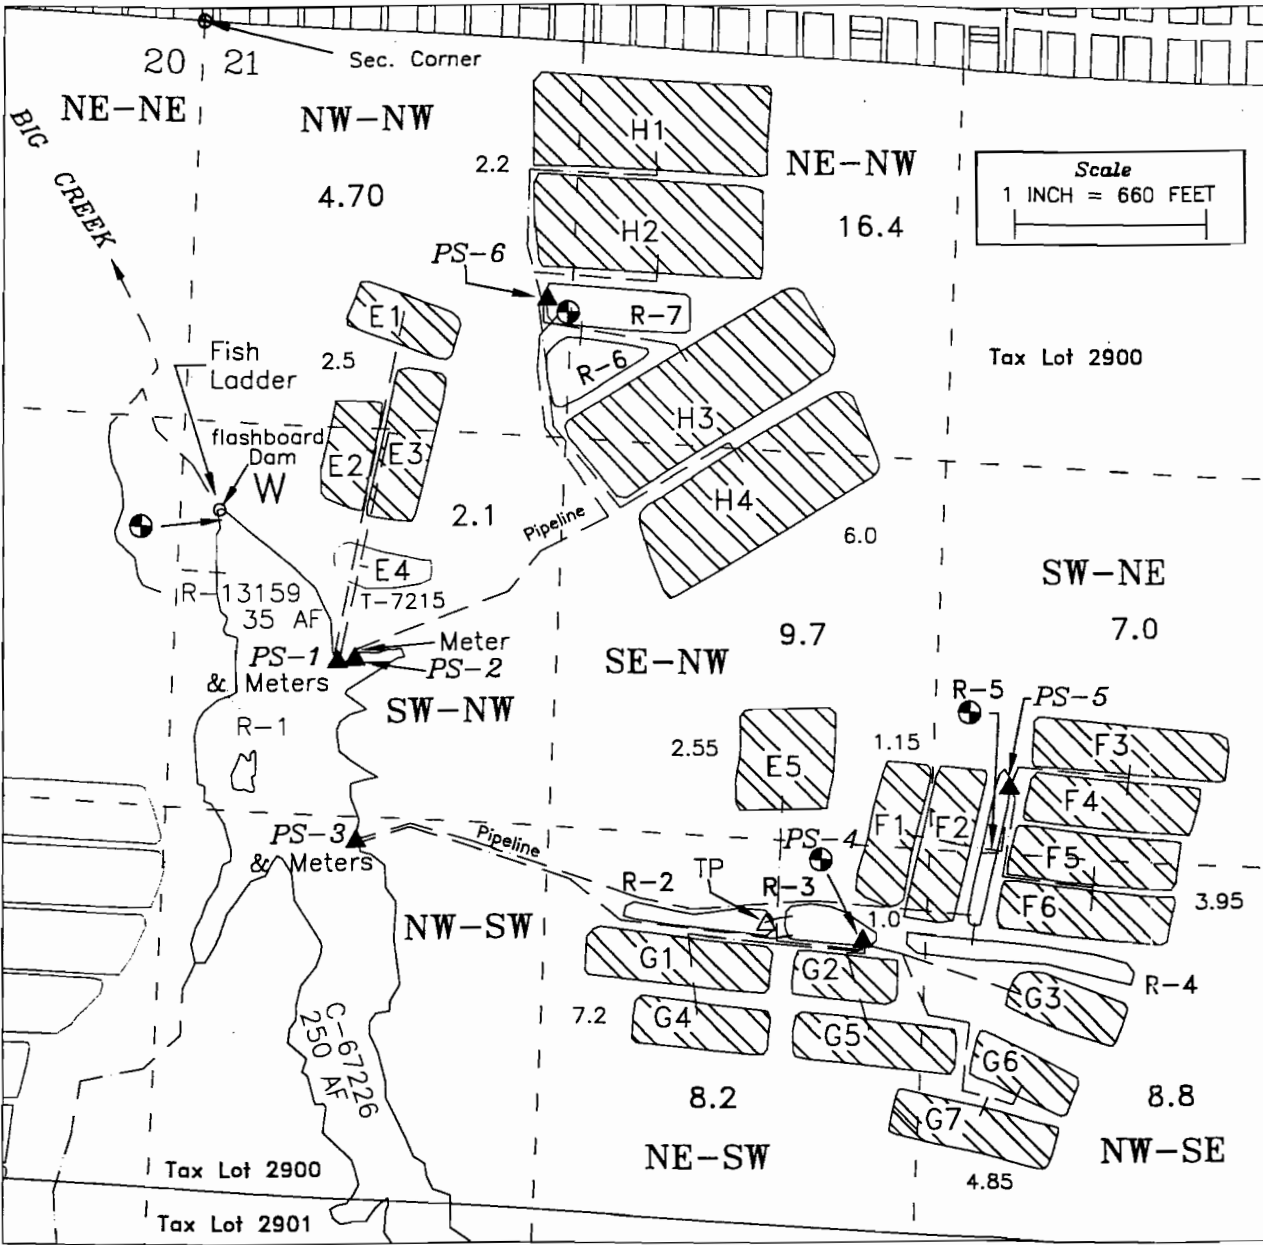 20 21
Sec. Corner
NE-NE
NW-NW
H1
NE-NW
BIG
CREEK
2.2
4.70
H2
16.4
Scale
1 INCH = 660 FEET
PS-6
E1
R-7
Fish
Ladder
2.5
R-6
Tax Lot 2900
H3
flashboard
Dam
W
E2
E3
2.1
H4
Pipeline
6.0
E4
SW-NE
R-13159
35 AF
T-7215
9.7
7.0
PS-1
& Meters
Meter
PS-2
SE-NW
SW-NW
R-1
R-5
PS-5
2.55
E5
1.15
F3
F4
F1
F2
PS-3
& Meters
Pipeline
PS-4
F5
TP
R-2
R-3
1.0
F6
3.95
NW-SW
G1
G2
G3
R-4
7.2
G4
G5
C-67226
250 AF
G6
8.2
G7
8.8
NE-SW
NW-SE
4.85
Tax Lot 2900
Tax Lot 2901